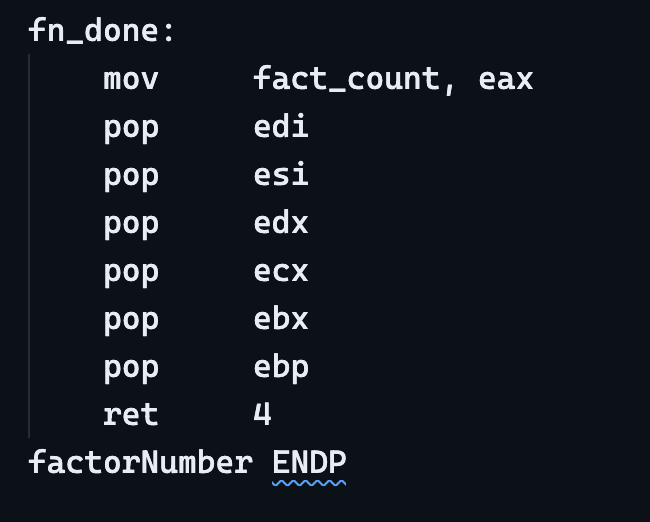 fn_done:
mov fact_count, eax
pop edi
pop esi
pop edx
pop ecx
pop ebx
pop ebp
ret 4
factorNumber ENDP